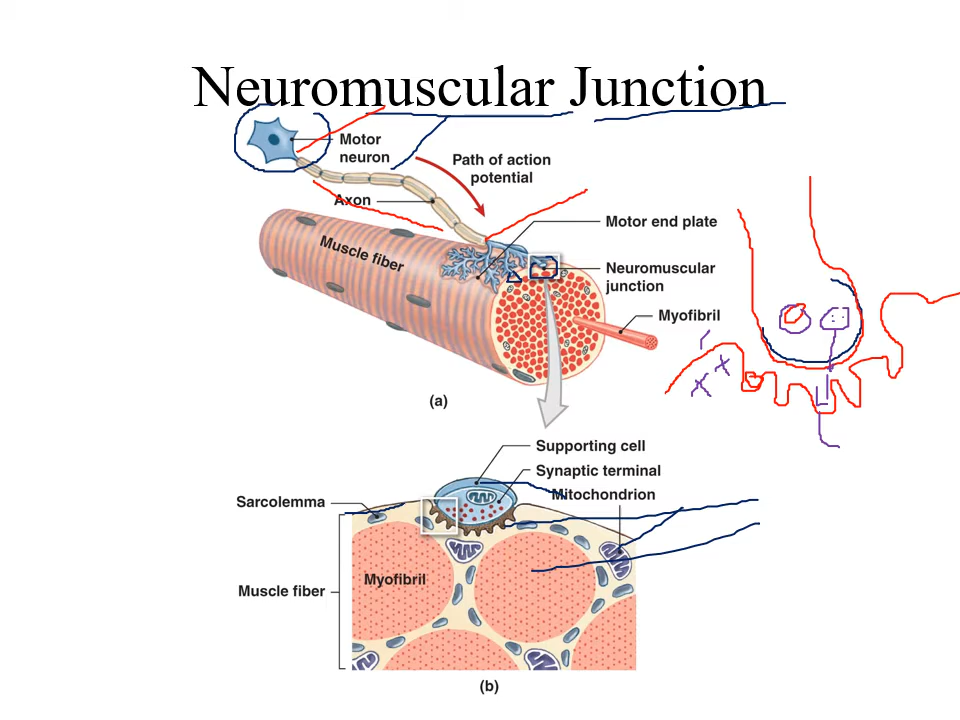 Neuromuscular Junction
Motor
neuron
Path of action
potential
Axon
Motor end plate
Muscle fiber
Neuromuscular
junction
Myofibril
(a)
Supporting cell
Synaptic terminal
Mitochondrion
Sarcolemma
Myofibril
Muscle fiber
(b)